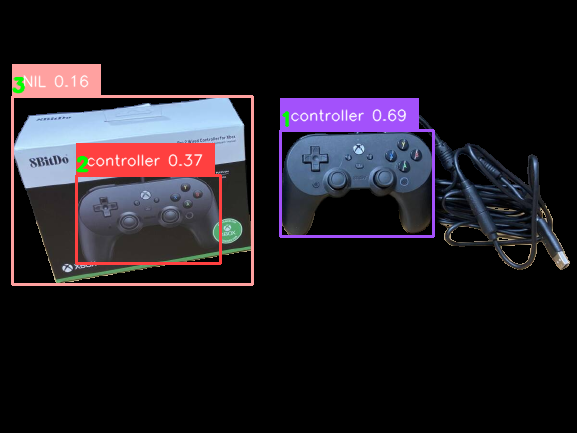 3 NIL 0.16
8BitDo
8BitDo
2 controller 0.37
XBOX
1 controller 0.69